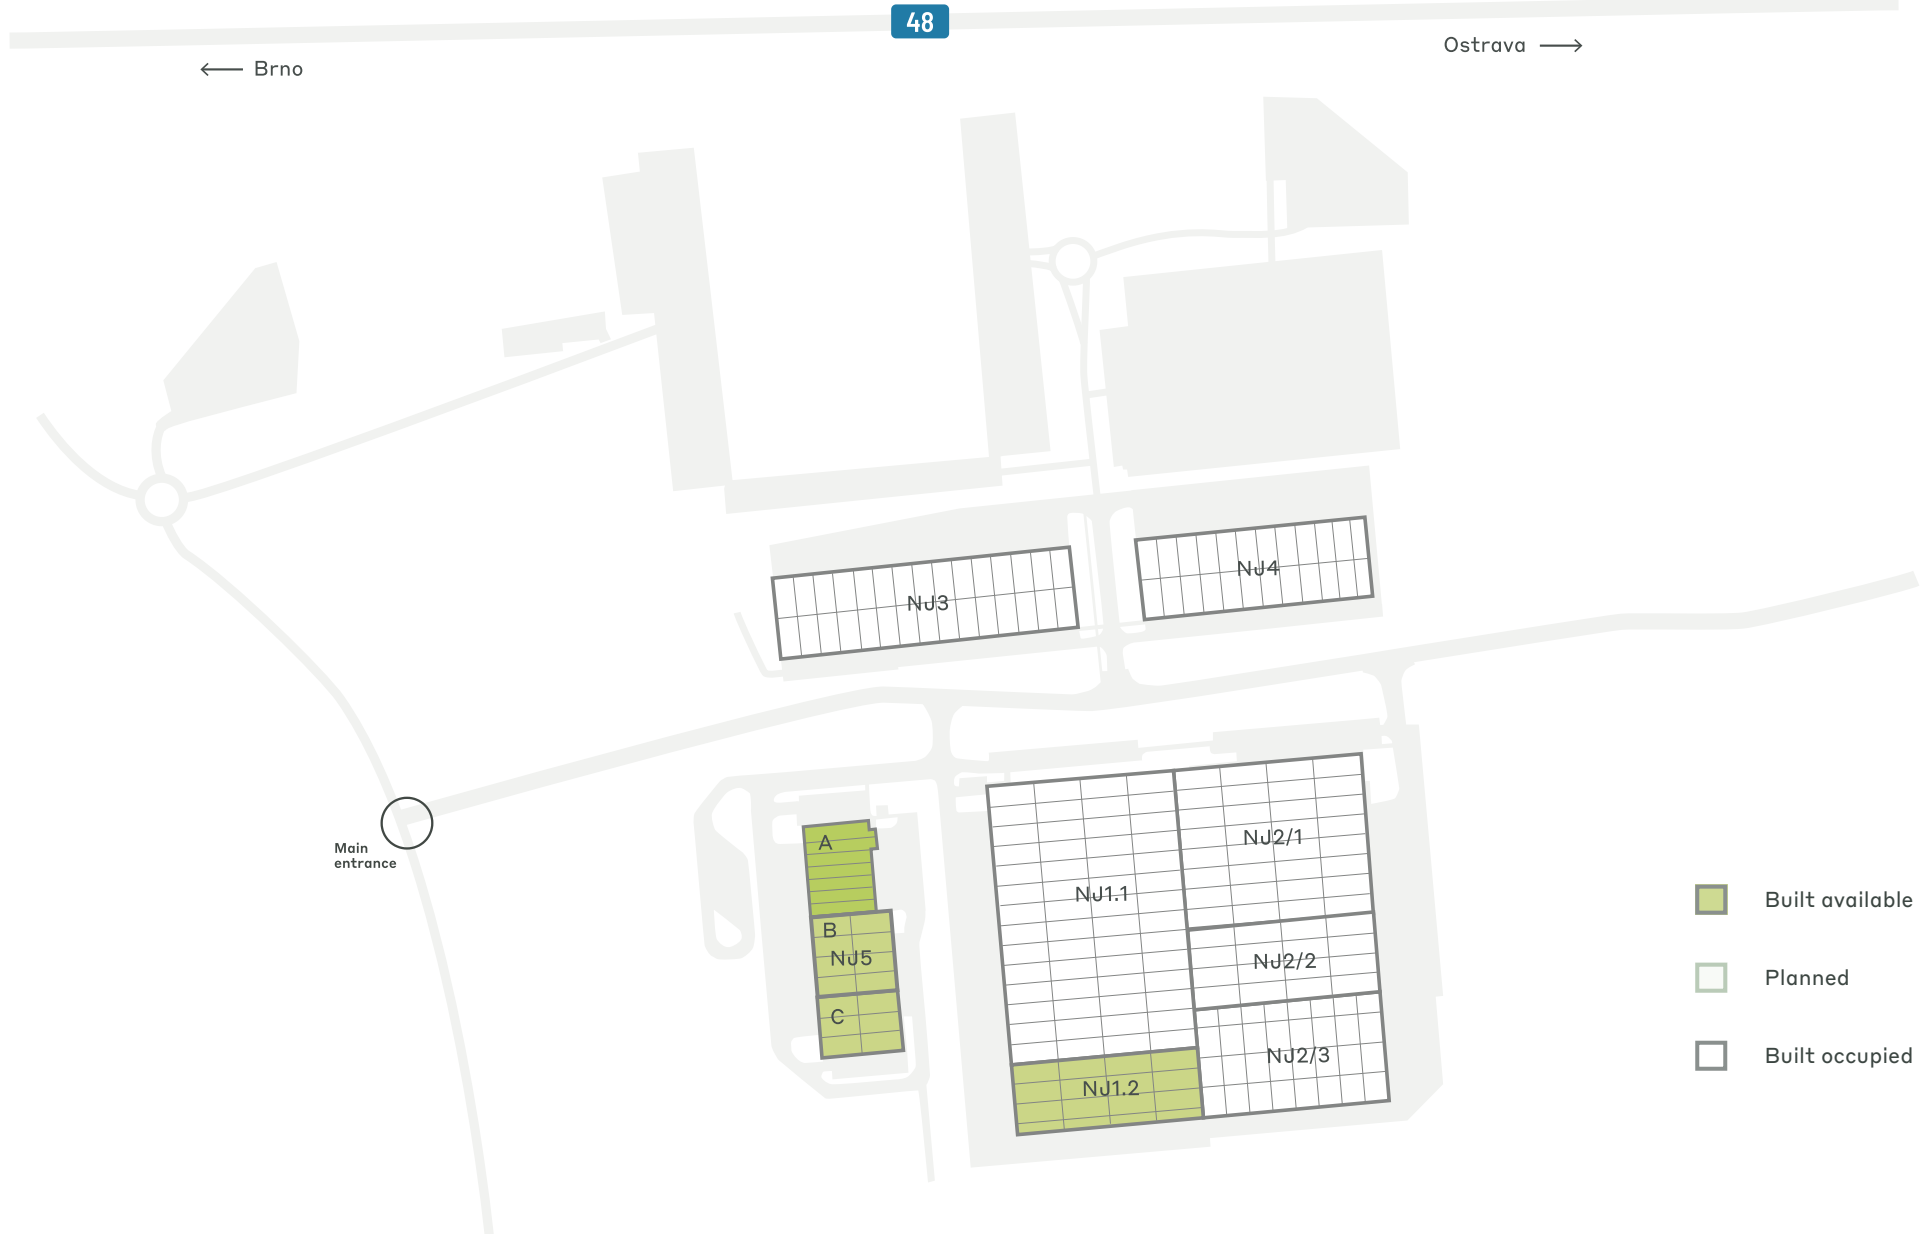 48
Ostrava
Brno
NJ4
NJ3
A
NJ2/1
Main
entrance
NJ1.1
Built available
B
NJ5
NJ2/2
Planned
C
NJ2/3
Built occupied
NJ1.2